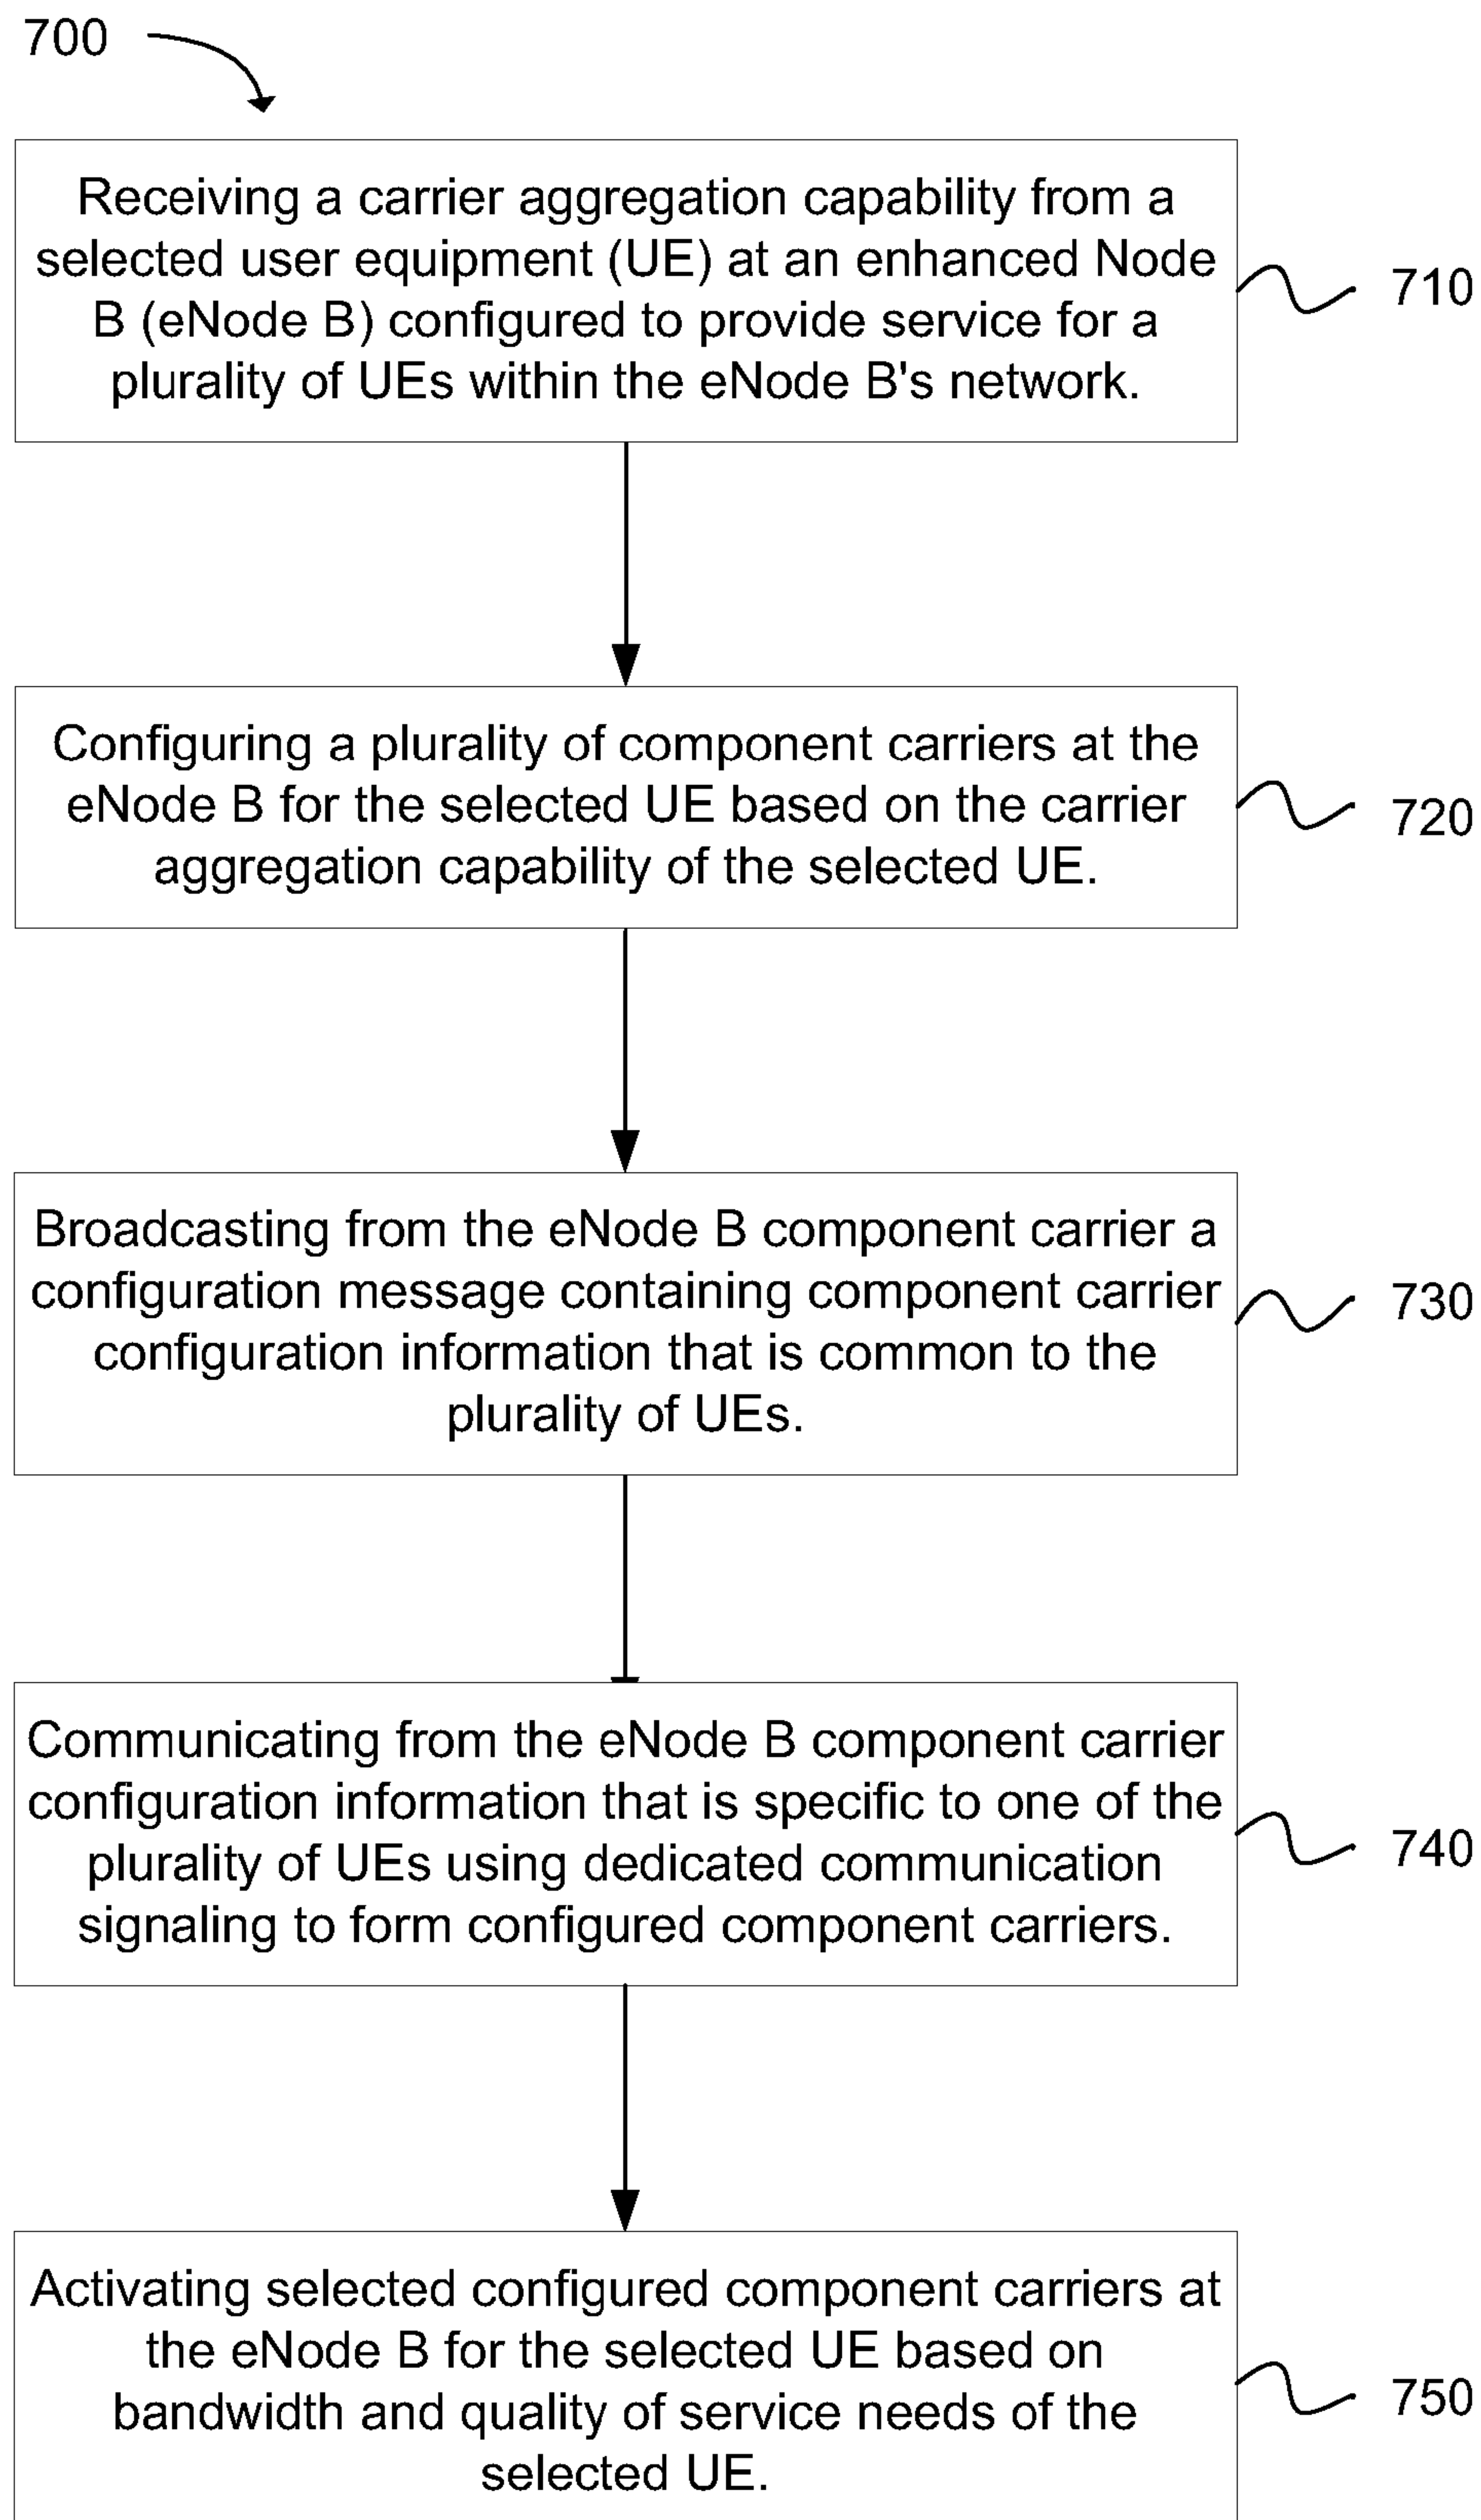 700
Receiving a carrier aggregation capability from a
selected user equipment (UE) at an enhanced Node
B (eNode B) configured to provide service for a
plurality of UEs within the eNode B's network.
710
Configuring a plurality of component carriers at the
eNode B for the selected UE based on the carrier
aggregation capability of the selected UE.
720
Broadcasting from the eNode B component carrier a
configuration message containing component carrier
configuration information that is common to the
plurality of UEs.
730
Communicating from the eNode B component carrier
configuration information that is specific to one of the
plurality of UEs using dedicated communication
signaling to form configured component carriers.
740
Activating selected configured component carriers at
the eNode B for the selected UE based on
bandwidth and quality of service needs of the
selected UE.
750